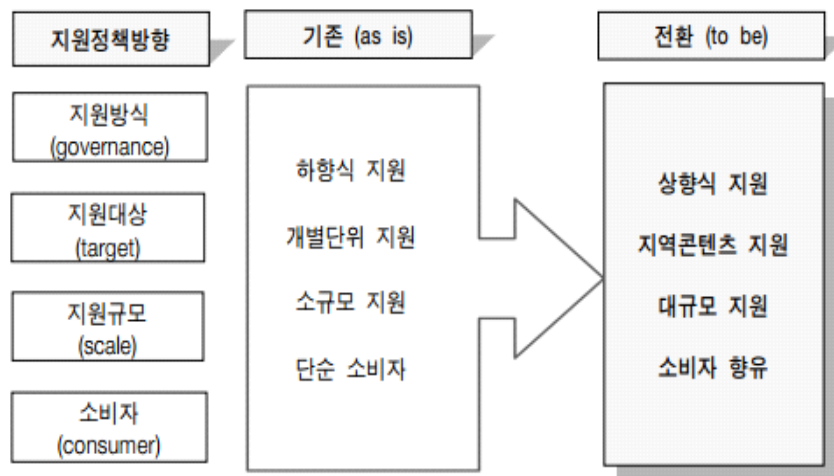 지원정책방향
기존 (as is)
전환 (to be)
지원방식
(governance)
지원대상
(target)
지원규모
(scale)
소비자
(consumer)
하향식 지원
개별단위 지원
소규모 지원
단순 소비자
상향식 지원
지역콘텐츠 지원
대규모 지원
소비자 향유